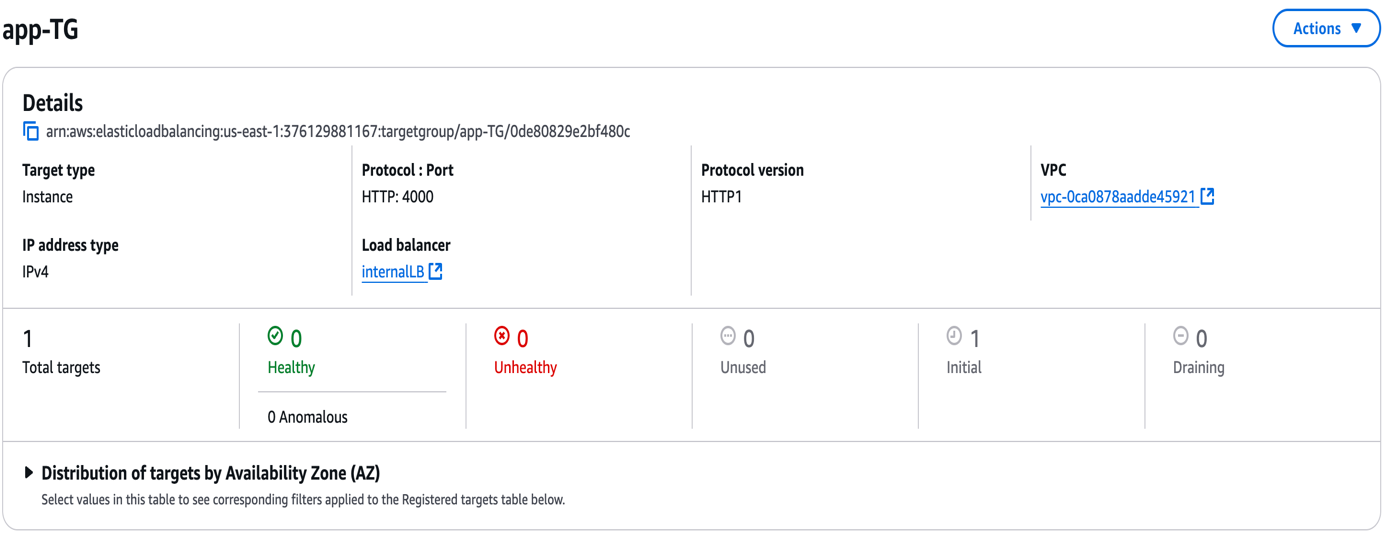 app-TG
Actions
Details
arn:aws:elasticloadbalancing:us-east-1:376129881167:targetgroup/app-TG/0de80829e2bf480c
Target type
Instance
Protocol : Port
HTTP: 4000
Protocol version
HTTP1
VPC
vpc-0ca0878aadde45921
IP address type
IPv4
Load balancer
internalLB
1
Total targets
0
Healthy
0 Anomalous
0
Unhealthy
0
Unused
1
Initial
0
Draining
Distribution of targets by Availability Zone (AZ)
Select values in this table to see corresponding filters applied to the Registered targets table below.